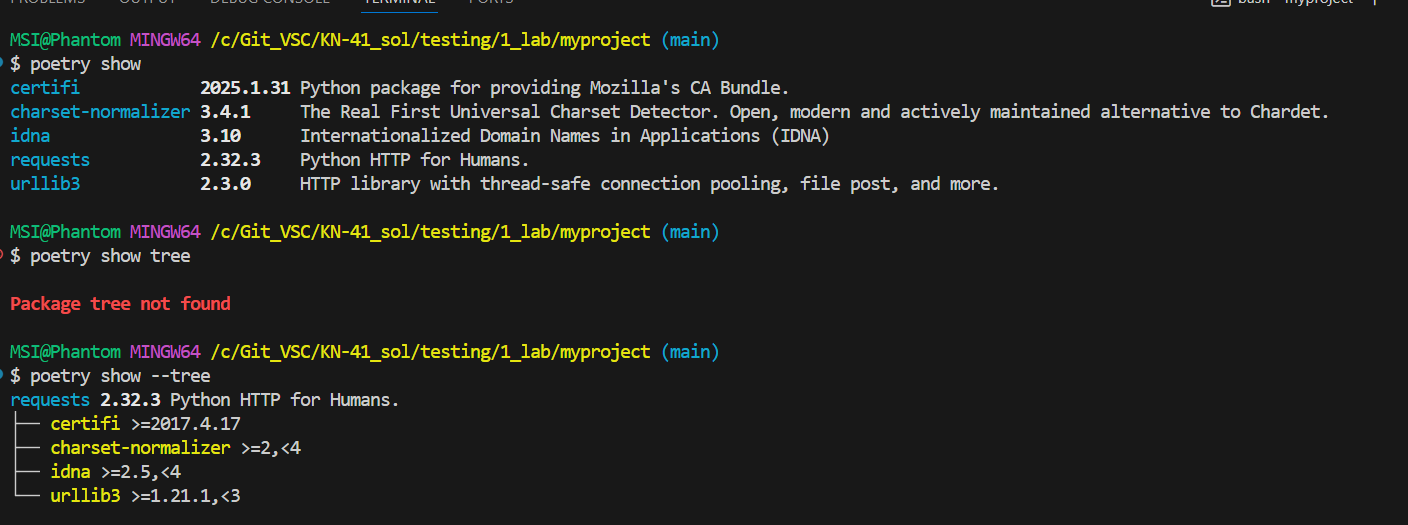 PROBLEMS OUTPUT DEBUG CONSOLE TERMINAL PORTS bash - myproject +
MSI@Phantom MINGW64 /c/Git_VSC/KN-41_sol/testing/1_lab/myproject (main)
$ poetry show
certifi 2025.1.31 Python package for providing Mozilla's CA Bundle.
charset-normalizer 3.4.1 The Real First Universal Charset Detector. Open, modern and actively maintained alternative to Chardet.
idna 3.10 Internationalized Domain Names in Applications (IDNA)
requests 2.32.3 Python HTTP for Humans.
urllib3 2.3.0 HTTP library with thread-safe connection pooling, file post, and more.
MSI@Phantom MINGW64 /c/Git_VSC/KN-41_sol/testing/1_lab/myproject (main)
$ poetry show tree
Package tree not found
MSI@Phantom MINGW64 /c/Git_VSC/KN-41_sol/testing/1_lab/myproject (main)
$ poetry show --tree
requests 2.32.3 Python HTTP for Humans.
├── certifi >=2017.4.17
├── charset-normalizer >=2,<4
├── idna >=2.5,<4
└── urllib3 >=1.21.1,<3